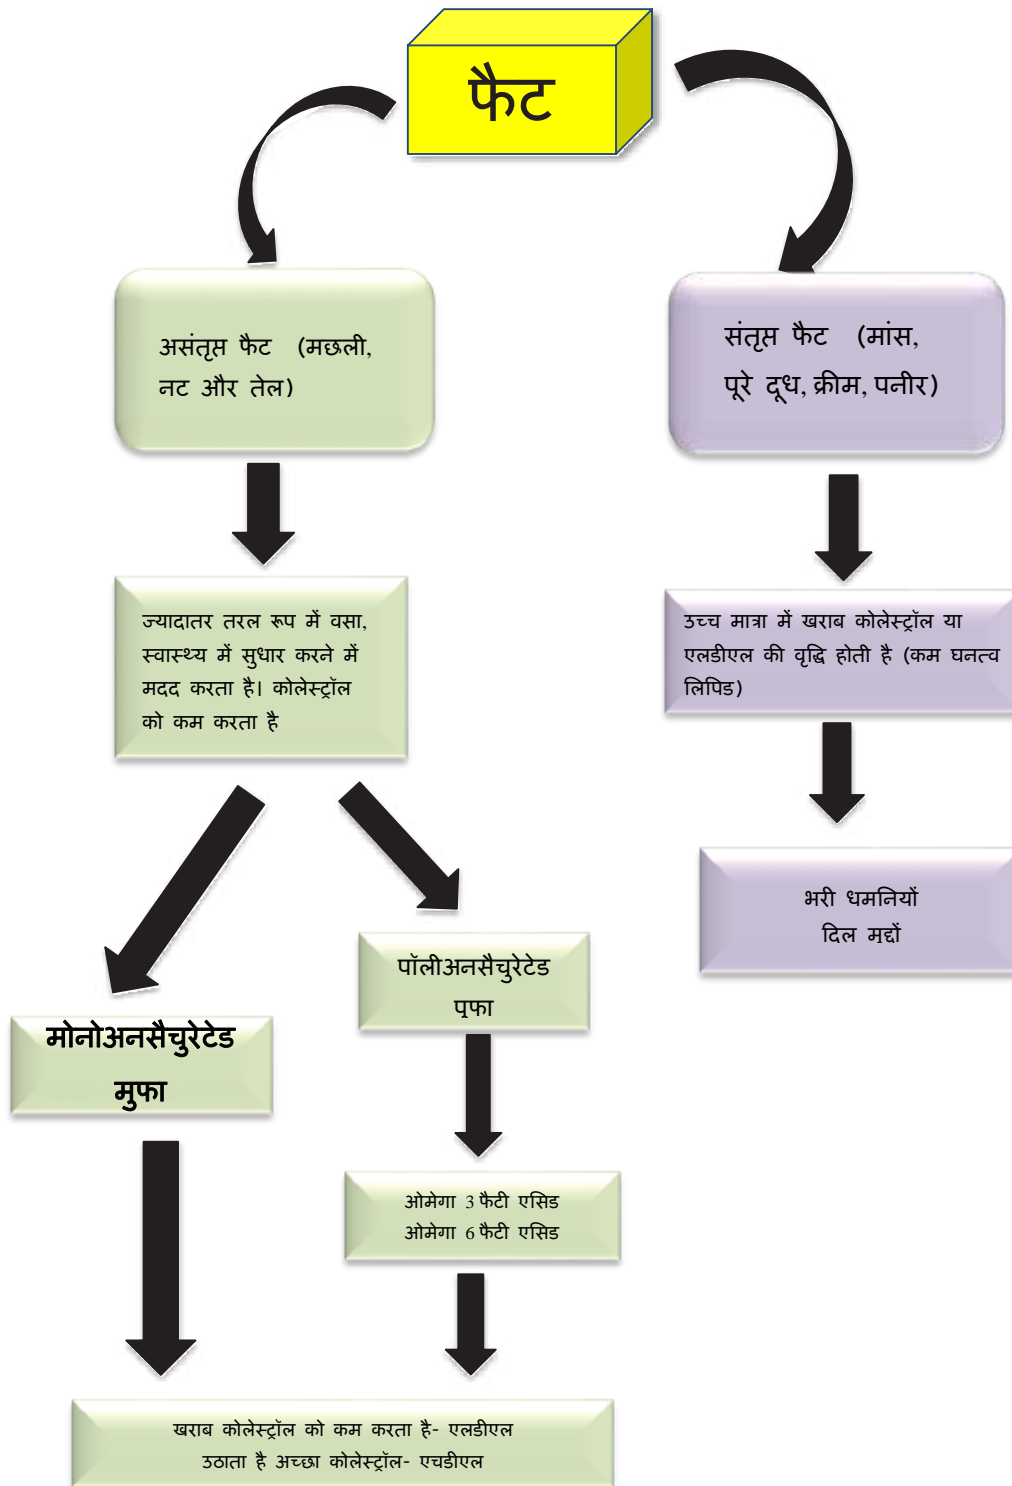 फैट
असंतृप्त फैट (मछली,
नट और तेल)
संतृप्त फैट (मांस,
पूरे दूध, क्रीम, पनीर)
ज्यादातर तरल रूप में वसा,
स्वास्थ्य में सुधार करने में
मदद करता है। कोलेस्ट्रॉल
को कम करता है
उच्च मात्रा में खराब कोलेस्ट्रॉल या
एलडीएल की वृद्धि होती है (कम घनत्व
लिपिड)
भरी धमनियों
दिल मुद्दों
पॉलीअनसैचुरेटेड
पूफा
मोनोअनसैचुरेटेड
मुफा
ओमेगा 3 फैटी एसिड
ओमेगा 6 फैटी एसिड
खराब कोलेस्ट्रॉल को कम करता है- एलडीएल
उठाता है अच्छा कोलेस्ट्रॉल- एचडीएल